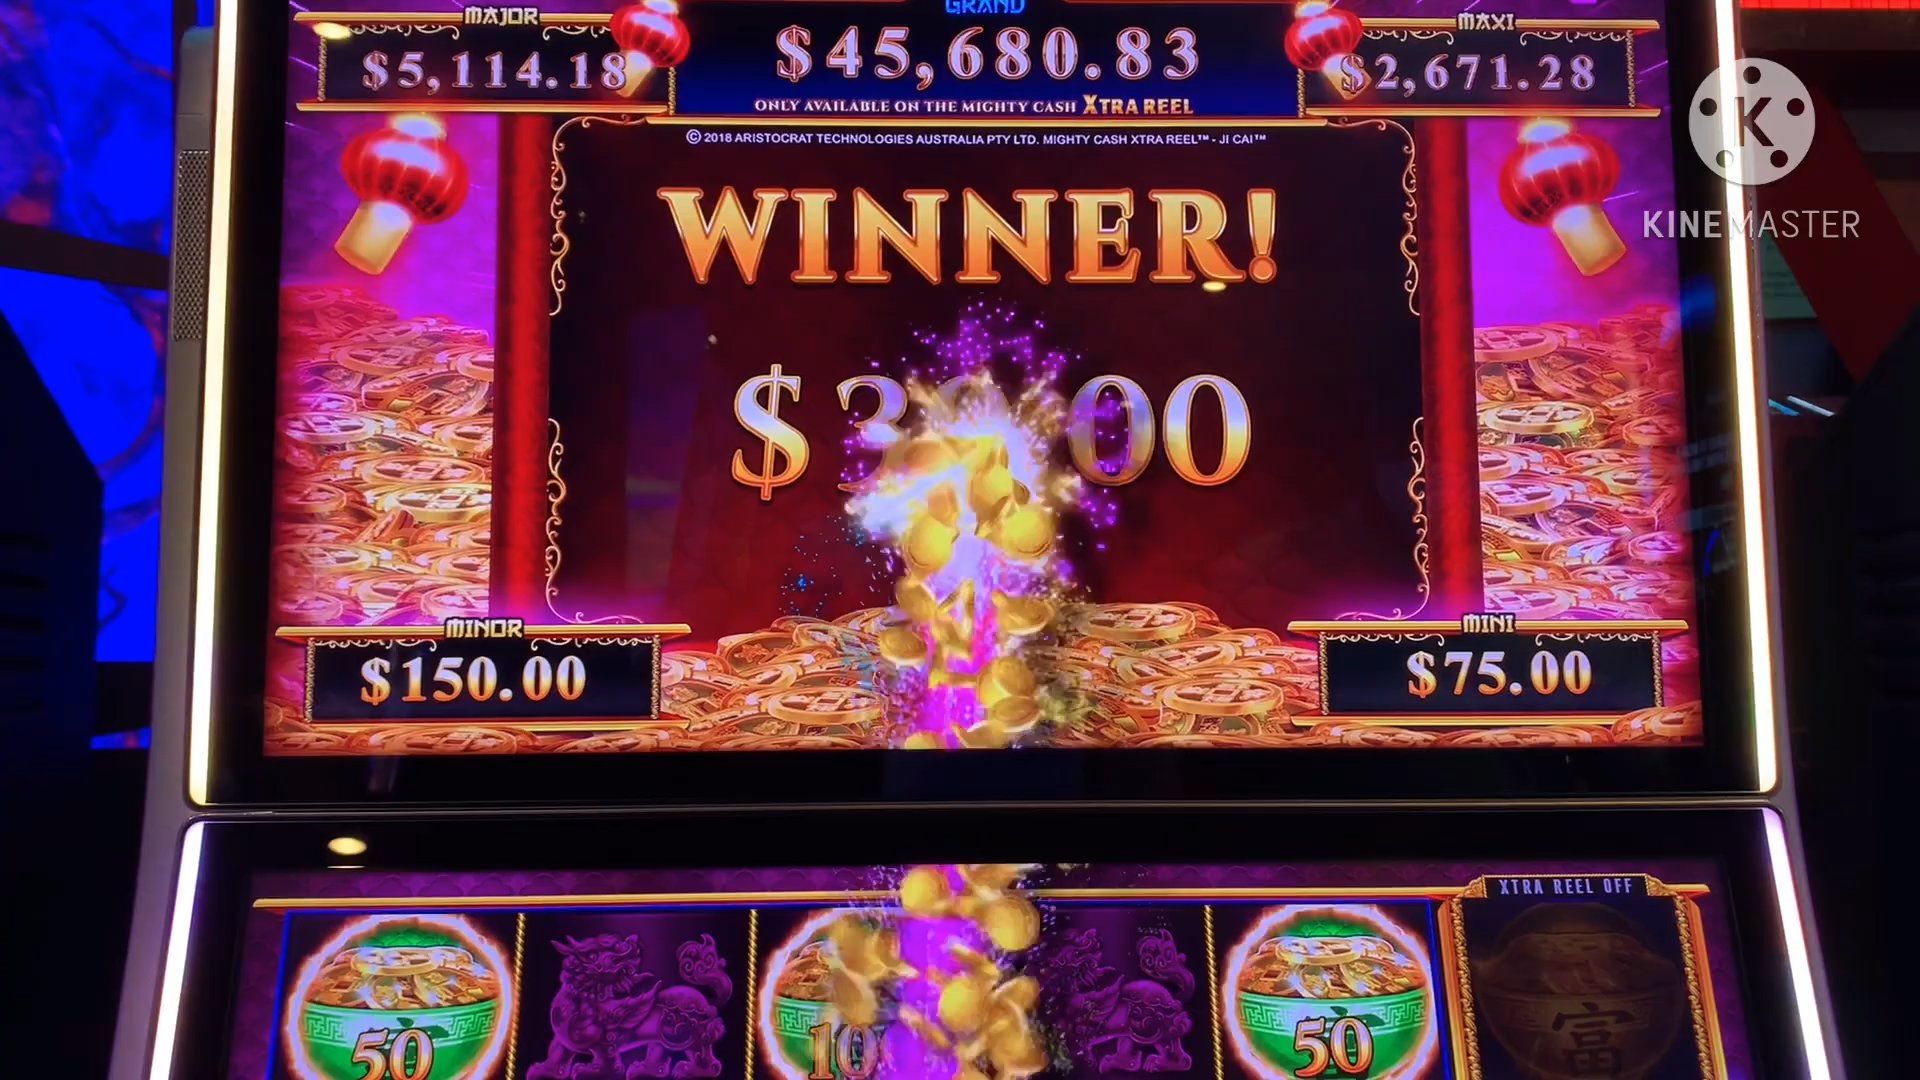 MAJOR
$5,114.18
GRAND
$45,680.83
MAXI
$2,671.28
ONLY AVAILABLE ON THE MIGHTY CASH XTRA REEL
© 2018 ARISTOCRAT TECHNOLOGIES AUSTRALIA PTY LTD. MIGHTY CASH XTRA REEL™ - JI CAI™
K
KINEMASTER
WINNER!
MINOR
$150.00
MINI
$75.00
XTRA REEL OFF
50
50
富